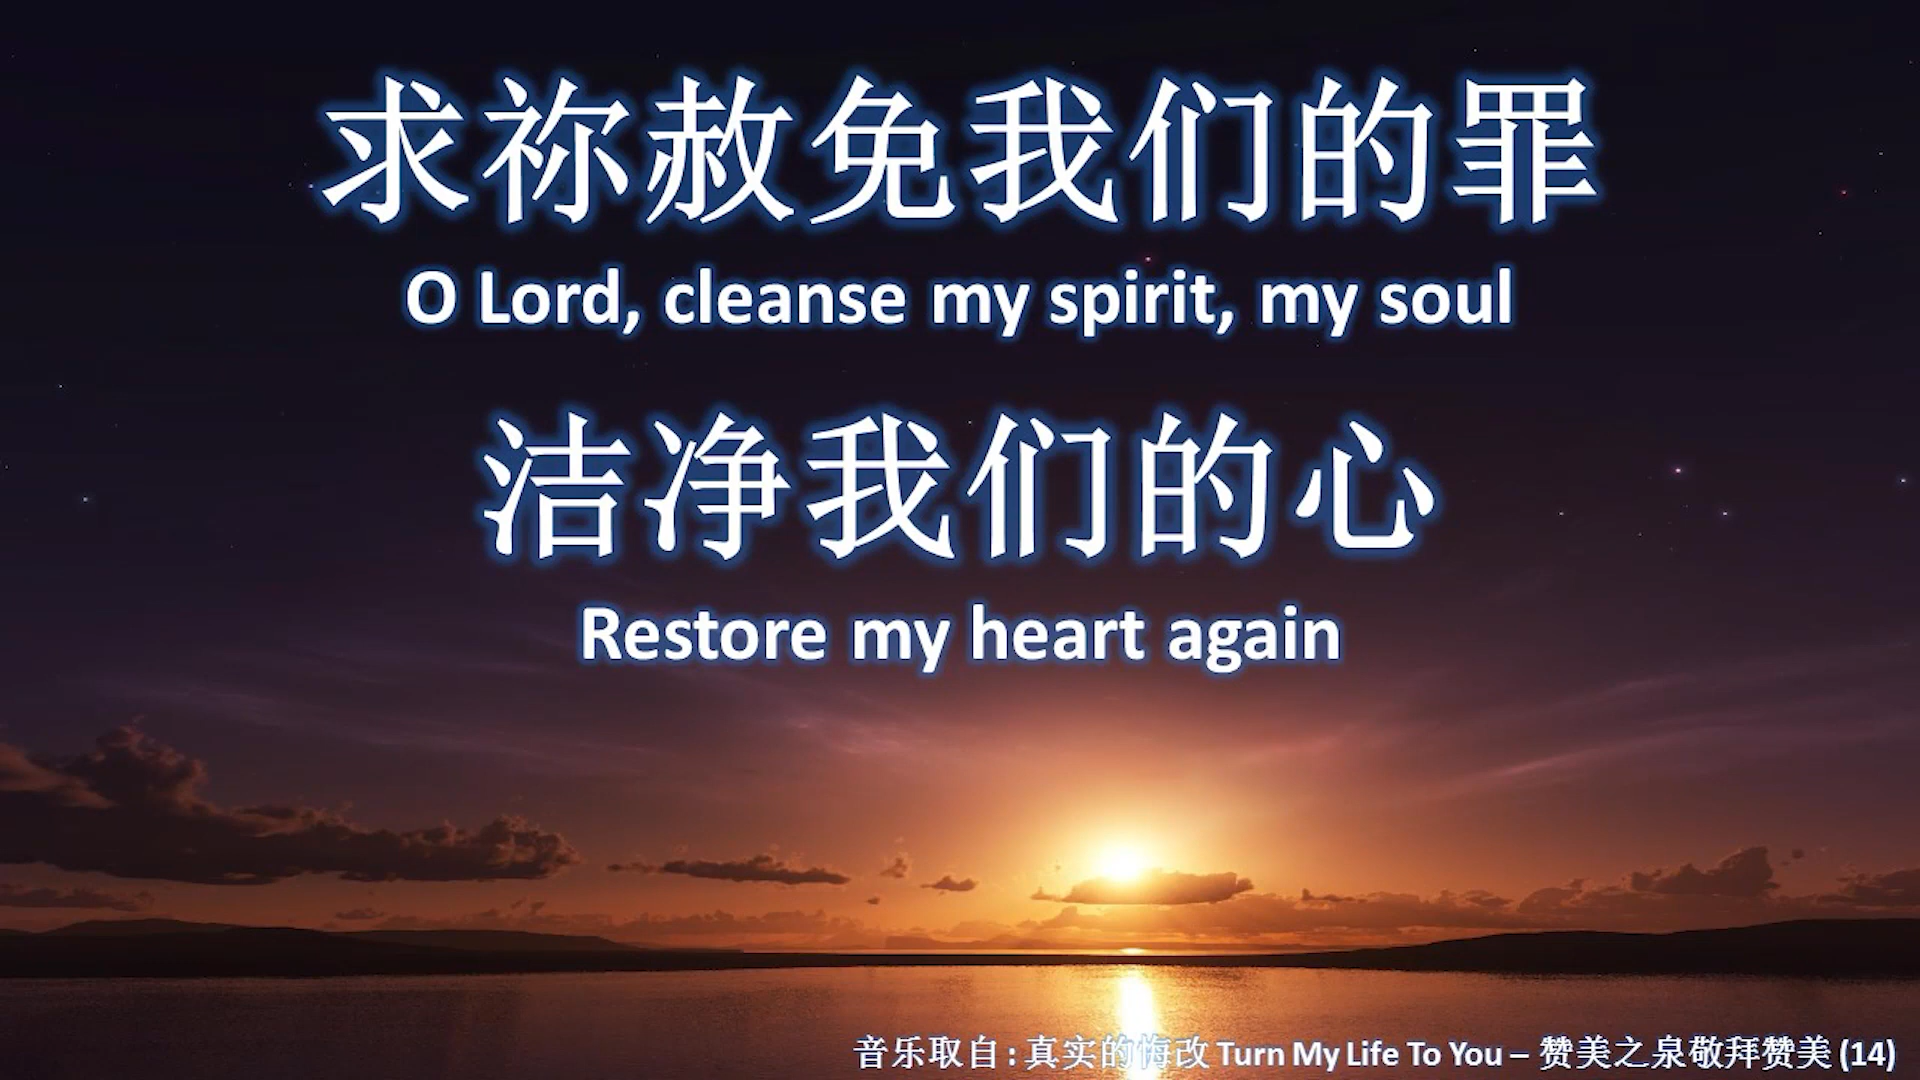 求祢赦免我们的罪
O Lord, cleanse my spirit, my soul
洁净我们的心
Restore my heart again
音乐取自 : 真实的悔改 Turn My Life To You – 赞美之泉敬拜赞美 (14)